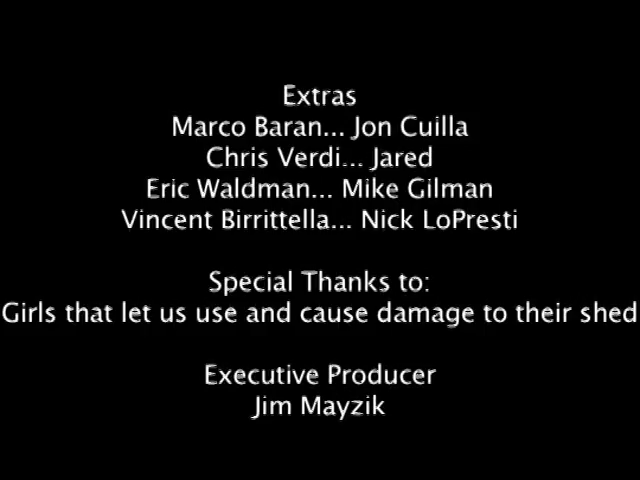 Extras
Marco Baran... Jon Cuilla
Chris Verdi... Jared
Eric Waldman... Mike Gilman
Vincent Birrittella... Nick LoPresti
Special Thanks to:
Girls that let us use and cause damage to their shed
Executive Producer
Jim Mayzik